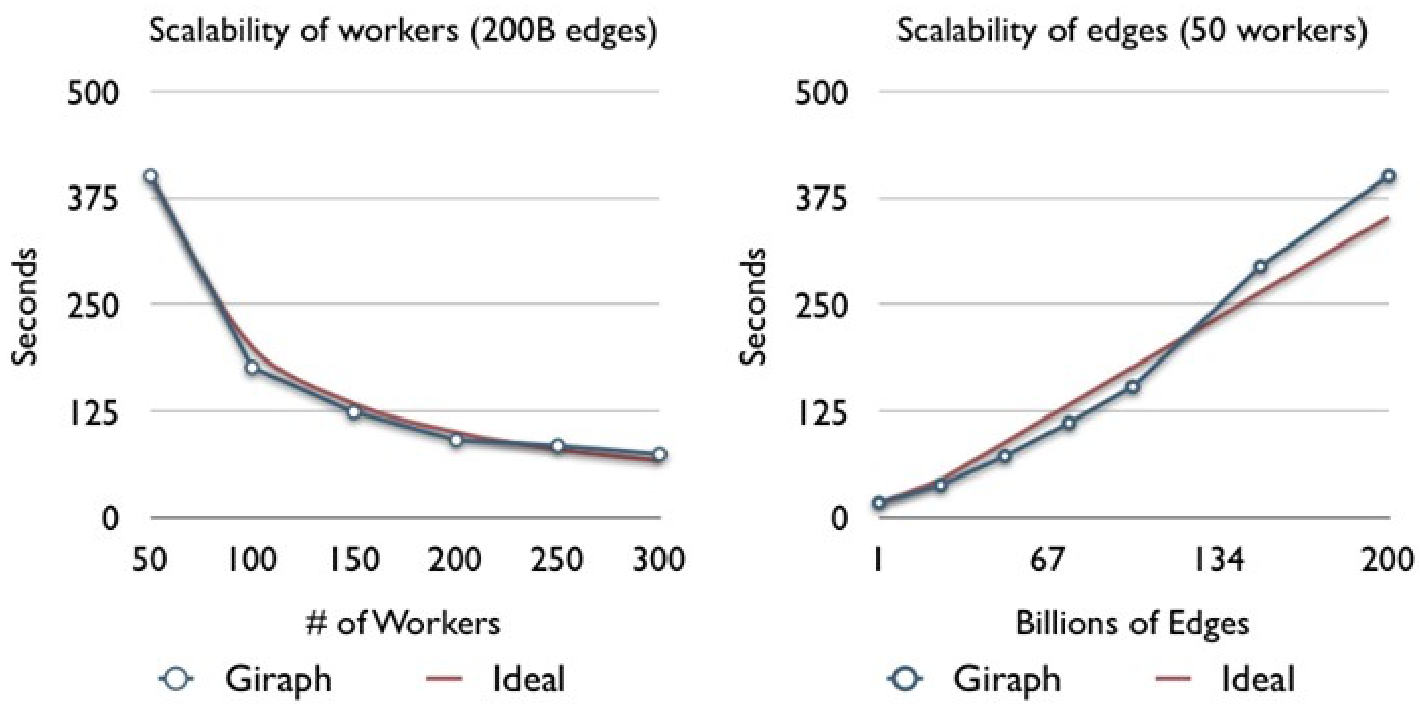 Scalability of workers (200B edges)
500
375
250
125
0
Seconds
50 100 150 200 250 300
# of Workers
Giraph Ideal
Scalability of edges (50 workers)
500
375
250
125
0
Seconds
1 67 134 200
Billions of Edges
Giraph Ideal